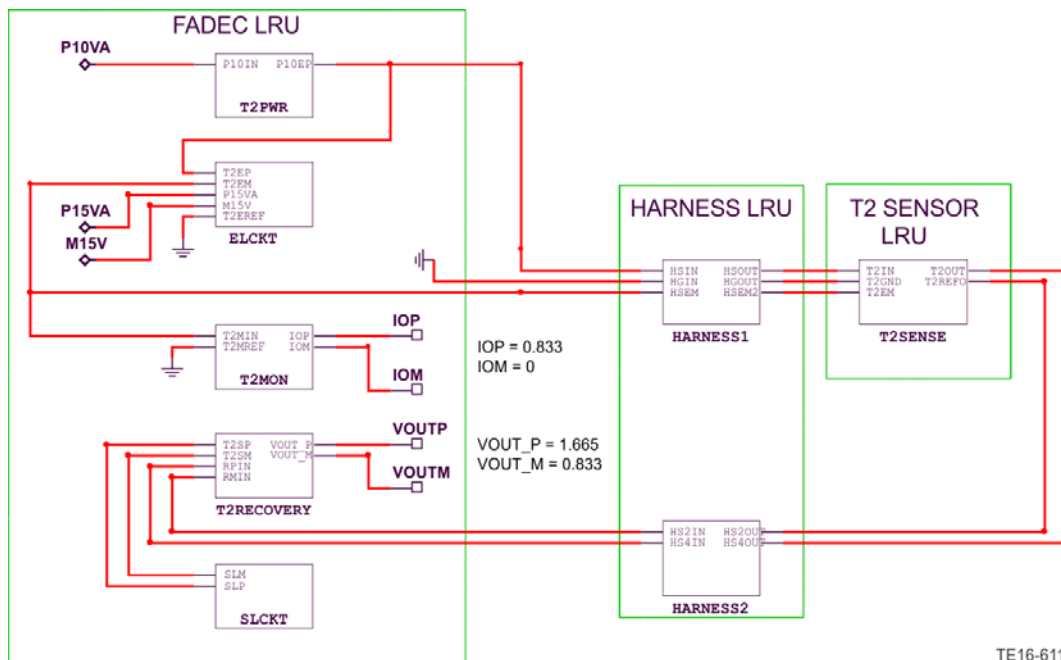 FADEC LRU
P10VA
P10IN P10EP
T2PWR
T2EP
T2EM
P15VA
M15V
T2EREF
ELCKT
P15VA
M15V
HARNESS LRU
T2 SENSOR
LRU
HSIN HSOUT
HGIN HGOUT
HSEM HSEM2
HARNESS1
T2IN T2OUT
T2GND T2REFO
T2EM
T2SENSE
T2MIN IOP
T2MREF IOM
T2MON
IOP
IOM
IOP = 0.833
IOM = 0
T2SP VOUT_P
T2SM VOUT_M
RPIN
RMIN
T2RECOVERY
VOUTP
VOUTM
VOUT_P = 1.665
VOUT_M = 0.833
HS2IN HS2OUT
HS4IN HS4OUT
HARNESS2
SLM
SLP
SLCKT